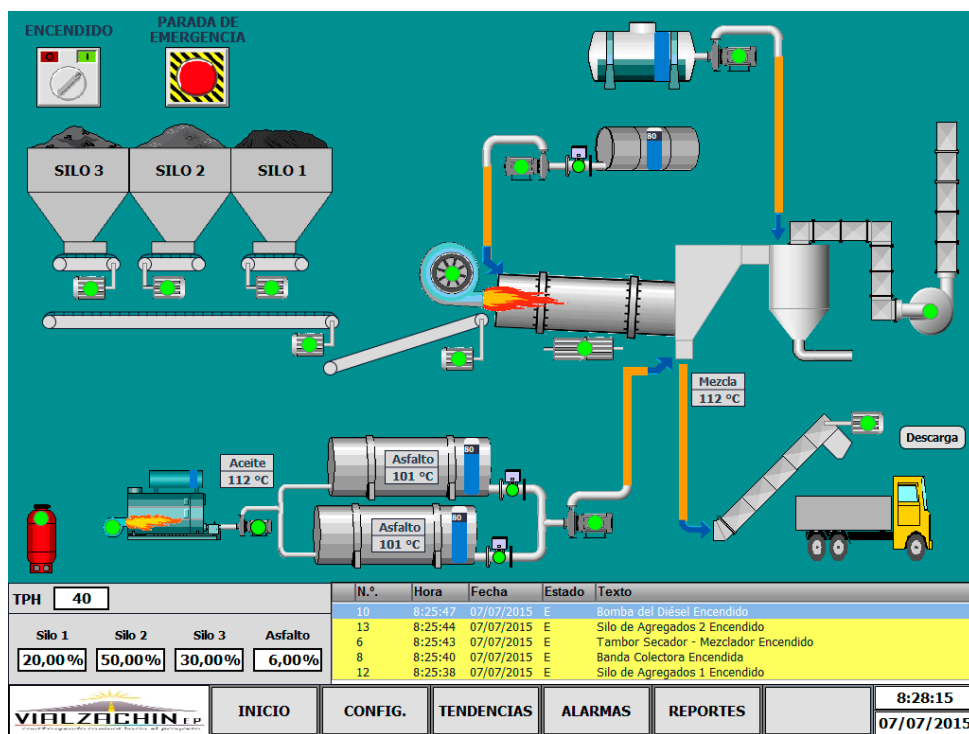 ENCENDIDO
PARADA DE
EMERGENCIA
O I
SILO 3 SILO 2 SILO 1
80
Mezcla
112 °C
Descarga
Aceite
112 °C
Asfalto
101 °C
80
Asfalto
101 °C
80
TPH 40
Silo 1 Silo 2 Silo 3 Asfalto
20,00% 50,00% 30,00% 6,00%
N.º. Hora Fecha Estado Texto
10 8:25:47 07/07/2015 E Bomba del Diésel Encendido
13 8:25:44 07/07/2015 E Silo de Agregados 2 Encendido
6 8:25:43 07/07/2015 E Tambor Secador - Mezclador Encendido
8 8:25:40 07/07/2015 E Banda Colectora Encendida
12 8:25:38 07/07/2015 E Silo de Agregados 1 Encendido
VIALZACHIN E P
INICIO CONFIG. TENDENCIAS ALARMAS REPORTES
8:28:15
07/07/2015